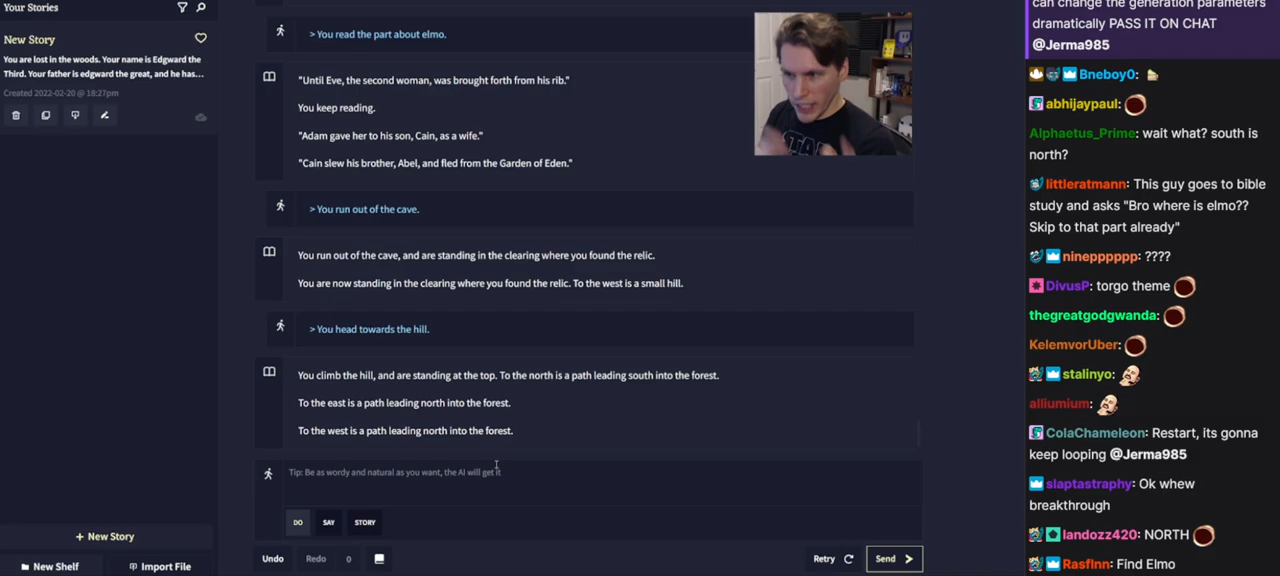 Your Stories
New Story
You are lost in the woods. Your name is Edgward the
Third. Your father is edgward the great, and he has...
Created 2022-02-20 @ 18:27pm
+ New Story
New Shelf
Import File
> You read the part about elmo.
"Until Eve, the second woman, was brought forth from his rib."
You keep reading.
"Adam gave her to his son, Cain, as a wife."
"Cain slew his brother, Abel, and fled from the Garden of Eden."
> You run out of the cave.
You run out of the cave, and are standing in the clearing where you found the relic.
You are now standing in the clearing where you found the relic. To the west is a small hill.
> You head towards the hill.
You climb the hill, and are standing at the top. To the north is a path leading south into the forest.
To the east is a path leading north into the forest.
To the west is a path leading north into the forest.
Tip: Be as wordy and natural as you want, the AI will get it
DO
SAY
STORY
Undo
Redo
0
Retry
Send
can change the generation parameters
dramatically PASS IT ON CHAT
@Jerma985
Bneboy0:
abhijaypaul:
Alphaetus_Prime: wait what? south is
north?
littleratmann: This guy goes to bible
study and asks "Bro where is elmo??
Skip to that part already"
nineppppp: ????
DivusP: torgo theme
thegreatgodgwanda:
KelemvorUber:
stalinyo:
alliumium:
ColaChameleon: Restart, its gonna
keep looping @Jerma985
slaptastraphy: Ok whew
breakthrough
landozz420: NORTH
Rasflnn: Find Elmo